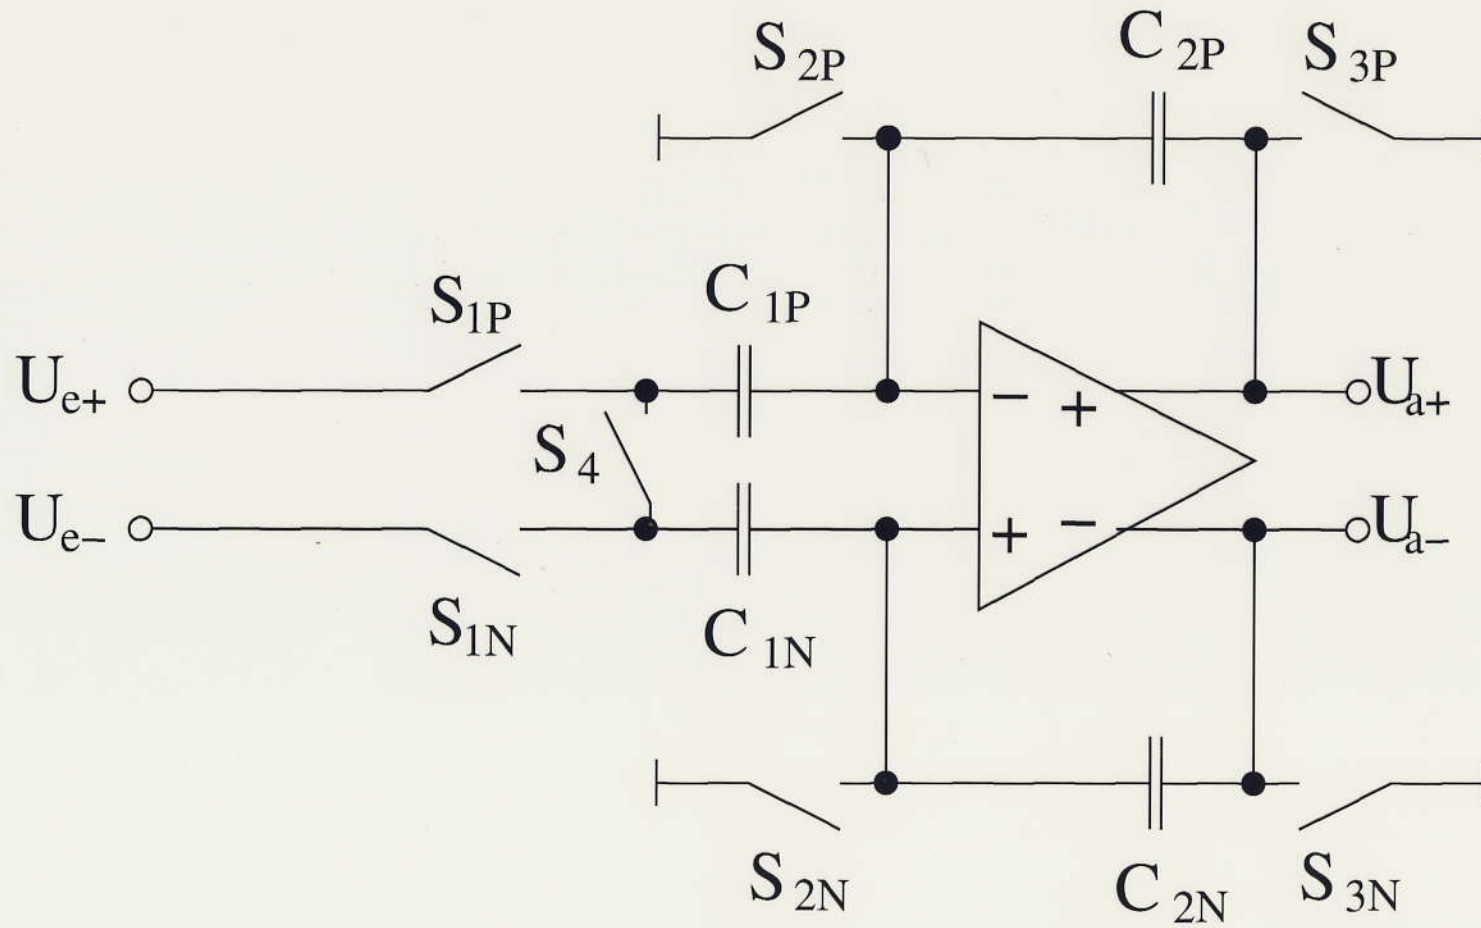 S2P C2P S3P
S1P C1P
Ue+ − + Ua+
S4
Ue− + − Ua−
S1N C1N
S2N C2N S3N